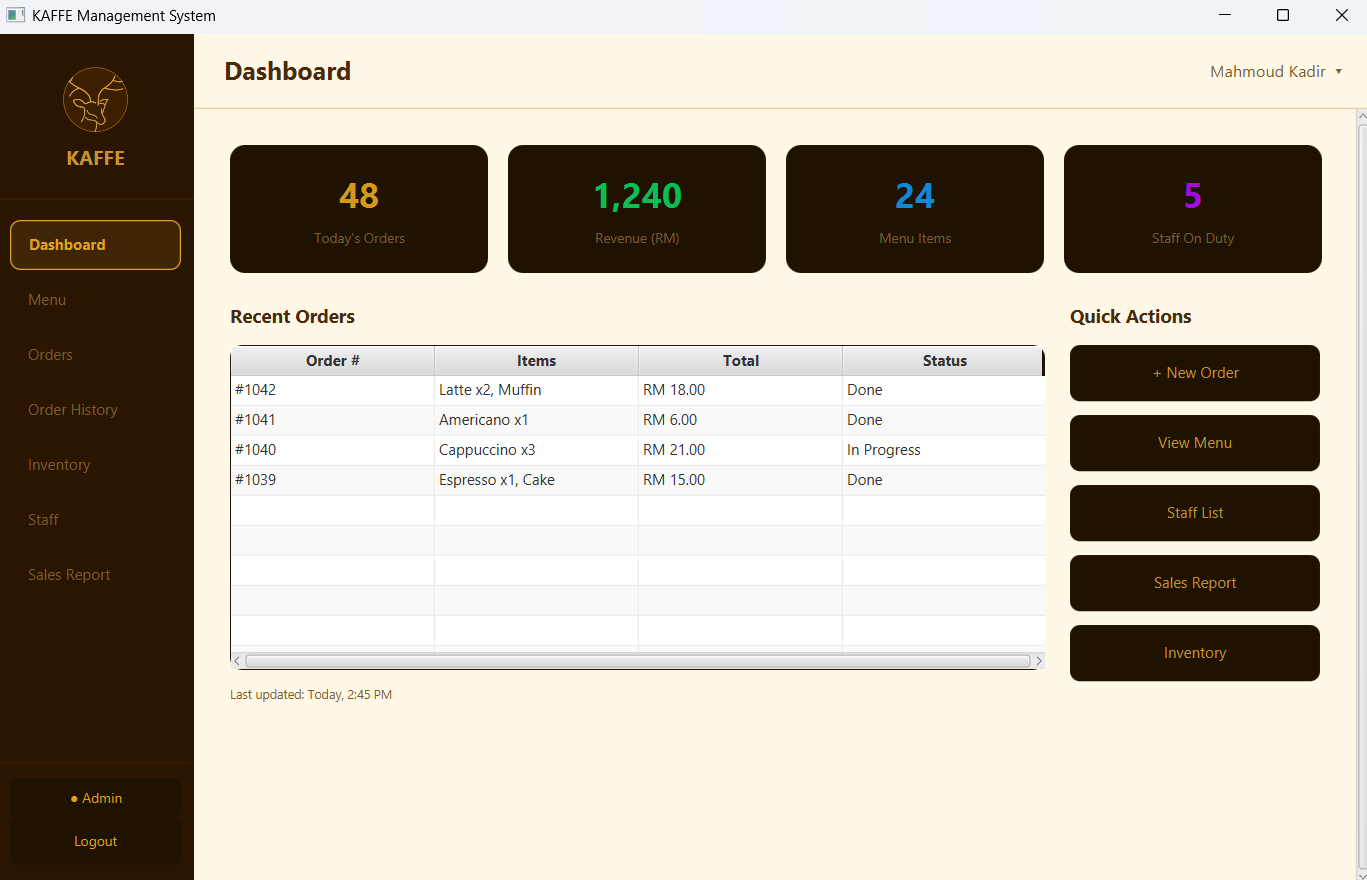 KAFFE Management System
KAFFE
Dashboard
Menu
Orders
Order History
Inventory
Staff
Sales Report
● Admin
Logout
Dashboard
Mahmoud Kadir ▾
48
Today's Orders
1,240
Revenue (RM)
24
Menu Items
5
Staff On Duty
Recent Orders
Order # Items Total Status
#1042 Latte x2, Muffin RM 18.00 Done
#1041 Americano x1 RM 6.00 Done
#1040 Cappuccino x3 RM 21.00 In Progress
#1039 Espresso x1, Cake RM 15.00 Done
Last updated: Today, 2:45 PM
Quick Actions
+ New Order
View Menu
Staff List
Sales Report
Inventory